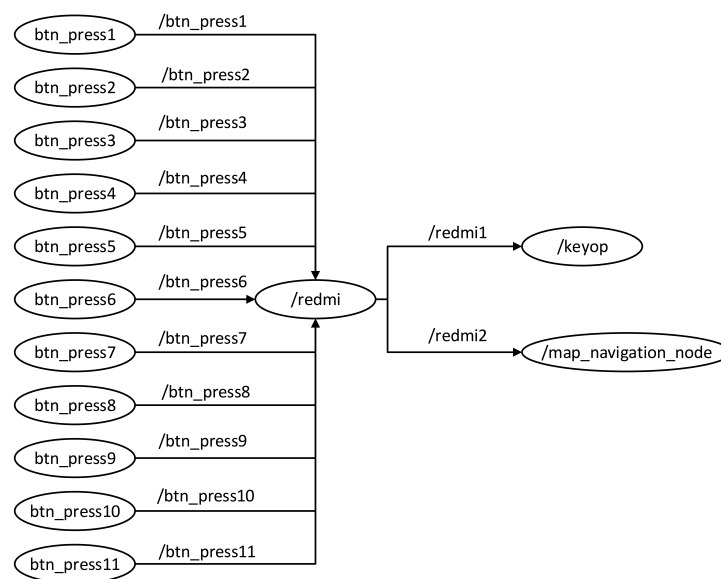 btn_press1 /btn_press1
btn_press2 /btn_press2
btn_press3 /btn_press3
btn_press4 /btn_press4
btn_press5 /btn_press5 /redmi1 /keyop
btn_press6 /btn_press6 /redmi
btn_press7 /btn_press7 /redmi2 /map_navigation_node
btn_press8 /btn_press8
btn_press9 /btn_press9
btn_press10 /btn_press10
btn_press11 /btn_press11